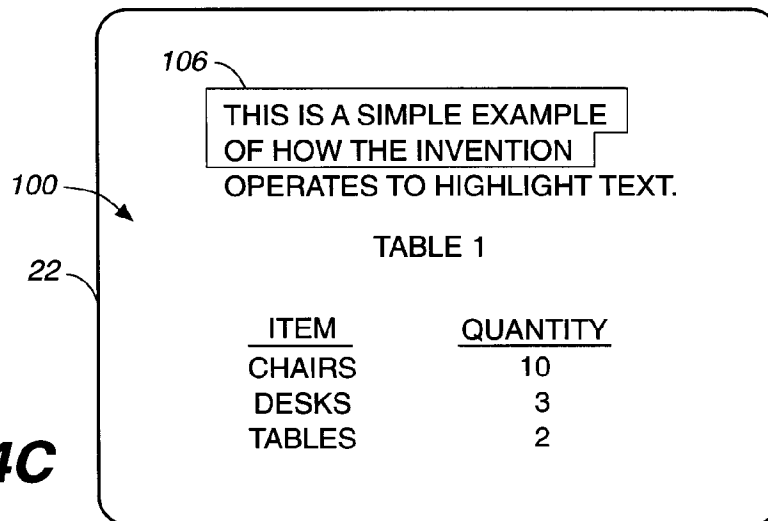 106
THIS IS A SIMPLE EXAMPLE
OF HOW THE INVENTION
OPERATES TO HIGHLIGHT TEXT.
100
TABLE 1
22
ITEM QUANTITY
CHAIRS 10
DESKS 3
TABLES 2
4C